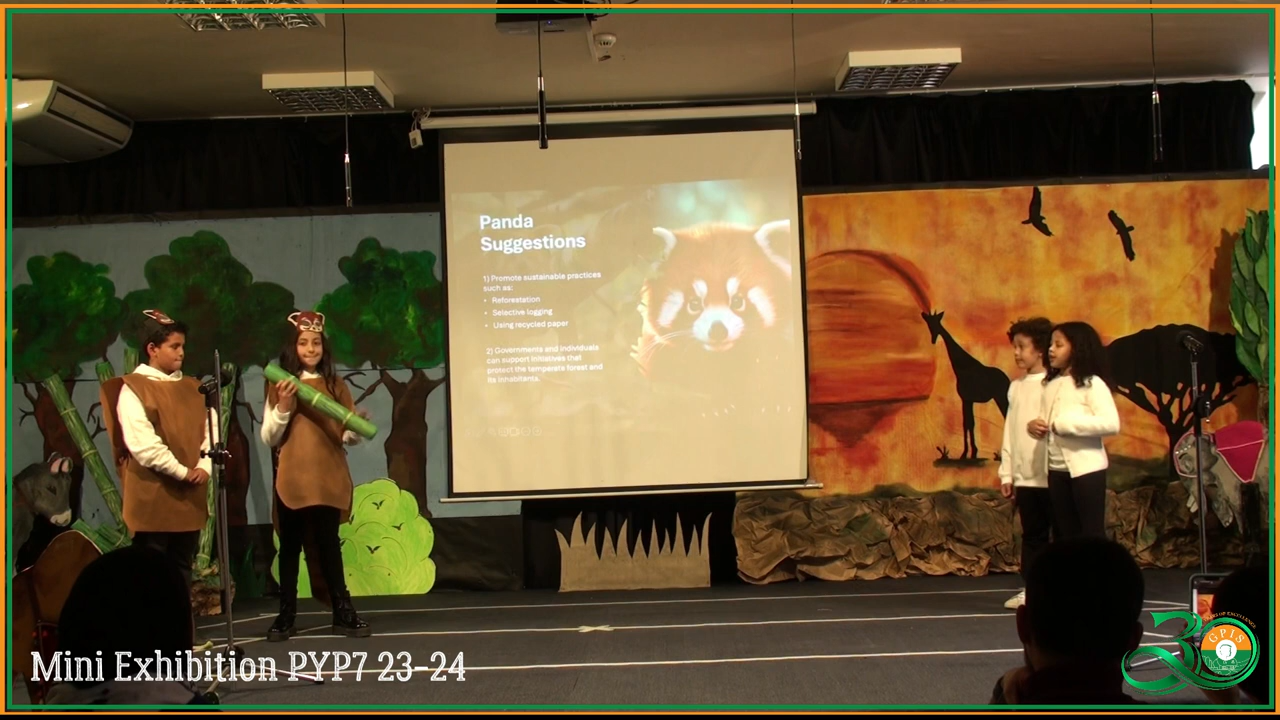 Panda
Suggestions
1) Promote sustainable practices
such as:
• Reforestation
• Selective logging
• Using recycled paper
2) Governments and individuals
can support initiatives that
protect the temperate forest and
its inhabitants.
Mini Exhibition PYP7 23-24
30
GPIS